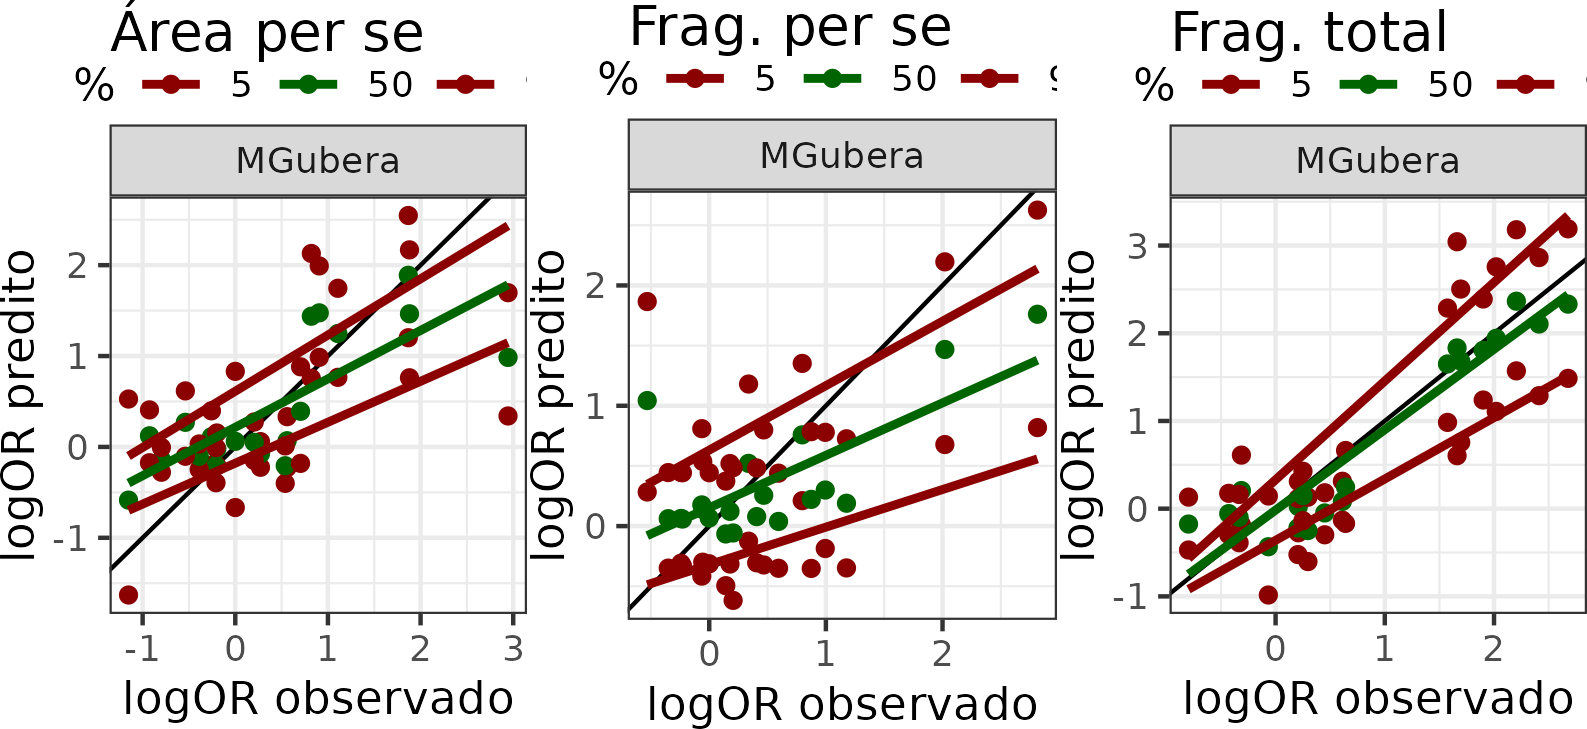 Área per se
% 5 50
MGubera
logOR predito
2
1
0
-1
-1 0 1 2 3
logOR observado
Frag. per se
% 5 50
MGubera
logOR predito
2
1
0
0 1 2
logOR observado
Frag. total
% 5 50
MGubera
logOR predito
3
2
1
0
-1
0 1 2
logOR observado